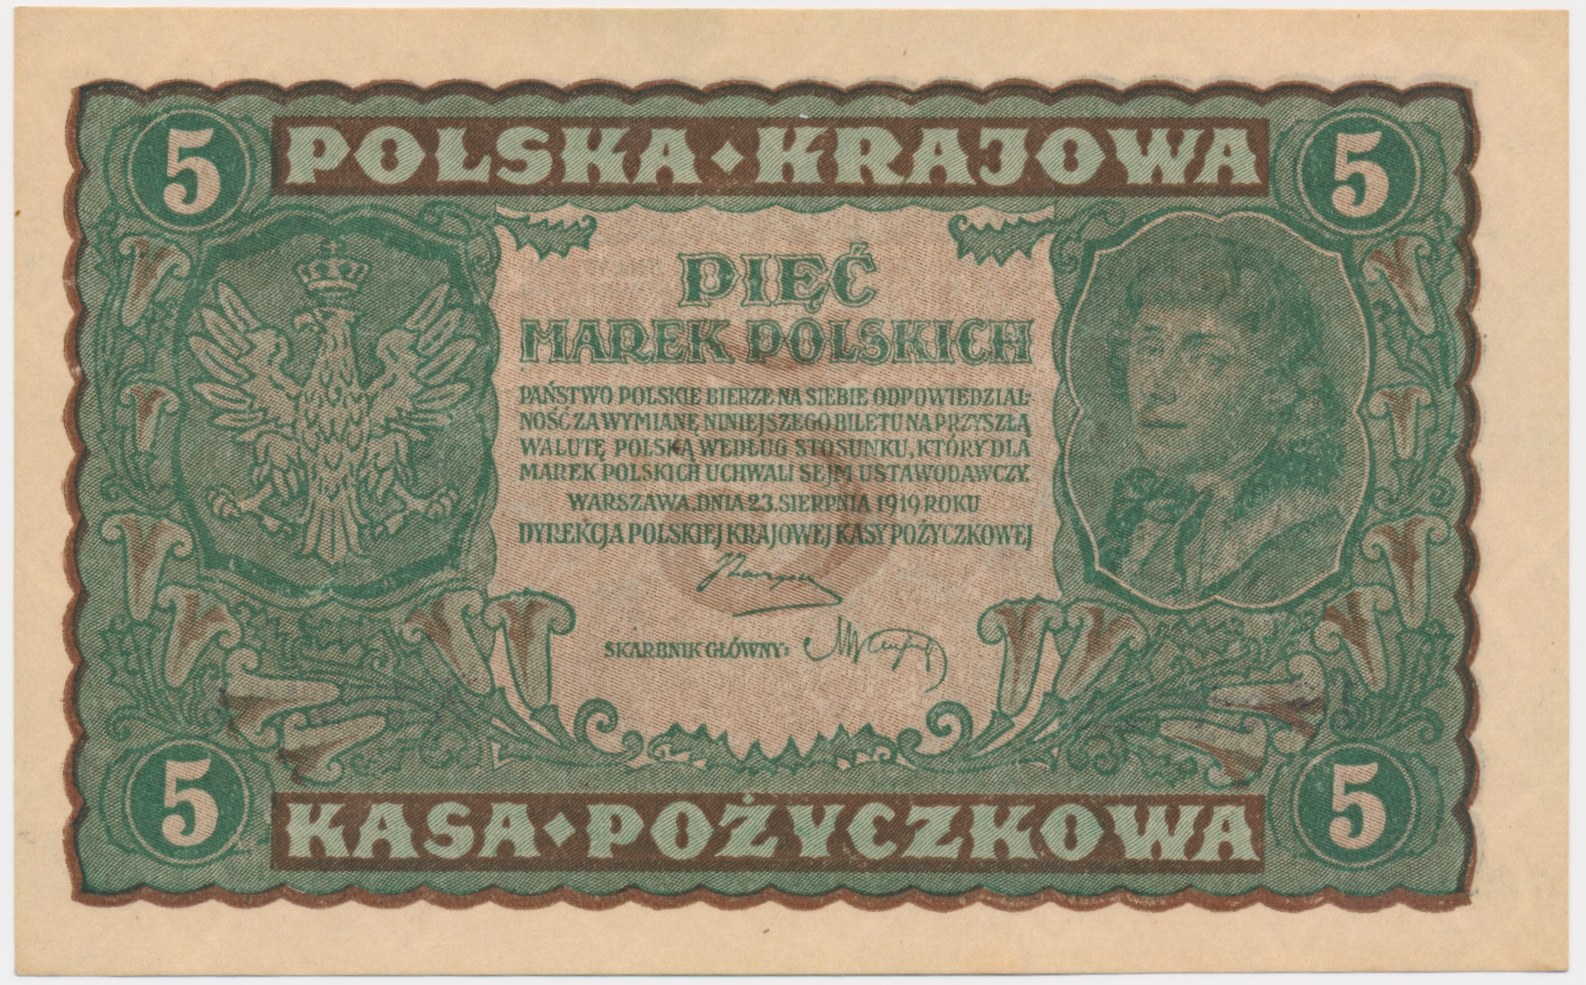 5 POLSKA ◆ KRAJOWA 5
PIĘĆ
MAREK POLSKICH
PAŃSTWO POLSKIE BIERZE NA SIEBIE ODPOWIEDZIAL-
NOŚĆ ZA WYMIANĘ NINIEJSZEGO BILETU NA PRZYSZŁĄ
WALUTĘ POLSKĄ WEDŁUG STOSUNKU, KTÓRY DLA
MAREK POLSKICH UCHWALI SEJM USTAWODAWCZY.
WARSZAWA, DNIA 23. SIERPNIA 1919 ROKU
DYREKCJA POLSKIEJ KRAJOWEJ KASY POŻYCZKOWEJ
SKARBNIK GŁÓWNY:
5 KASA ◆ POŻYCZKOWA 5